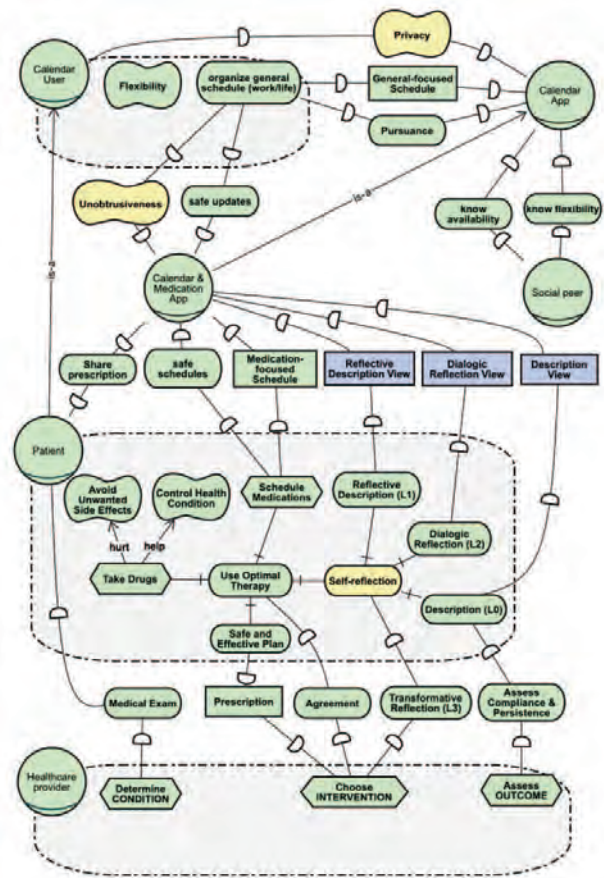 Privacy
Calendar
User
Flexibility
organize general
schedule (work/life)
General-focused
Schedule
Calendar
App
Pursuance
Unobtrusiveness
safe updates
is-a
know
availability
know flexibility
is-a
Calendar &
Medication
App
Social peer
Share
prescription
safe
schedules
Medication-
focused
Schedule
Reflective
Description View
Dialogic
Reflection View
Description
View
Patient
Avoid
Unwanted
Side Effects
Control Health
Condition
Schedule
Medications
Reflective
Description (L1)
hurt
help
Dialogic
Reflection (L2)
Take Drugs
Use Optimal
Therapy
Self-reflection
Description (L0)
Safe and
Effective Plan
Medical Exam
Prescription
Agreement
Transformative
Reflection (L3)
Assess
Compliance &
Persistence
Healthcare
provider
Determine
CONDITION
Choose
INTERVENTION
Assess
OUTCOME